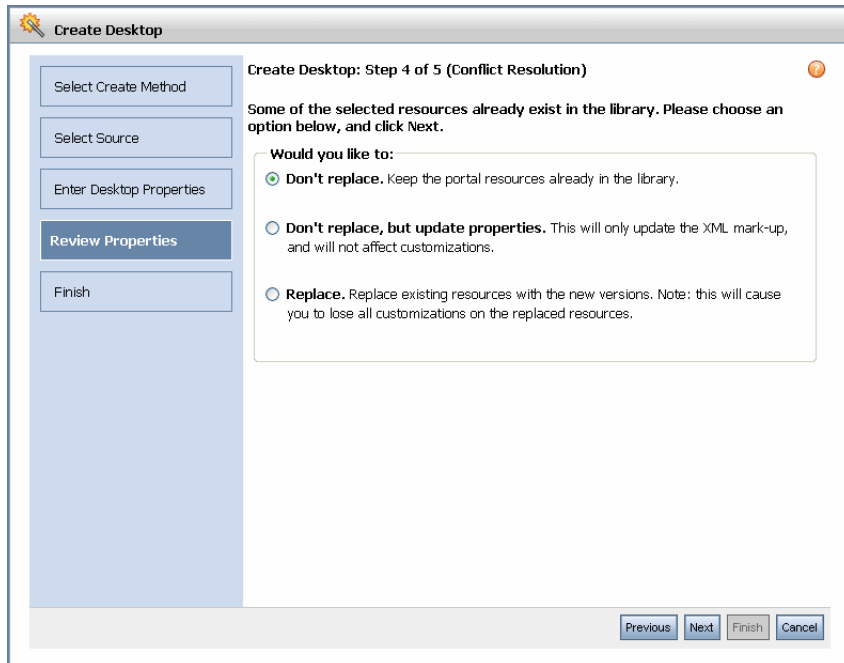 Create Desktop
Select Create Method
Select Source
Enter Desktop Properties
Review Properties
Finish
Create Desktop: Step 4 of 5 (Conflict Resolution)
?
Some of the selected resources already exist in the library. Please choose an
option below, and click Next.
Would you like to:
Don't replace. Keep the portal resources already in the library.
Don't replace, but update properties. This will only update the XML mark-up,
and will not affect customizations.
Replace. Replace existing resources with the new versions. Note: this will cause
you to lose all customizations on the replaced resources.
Previous Next Finish Cancel